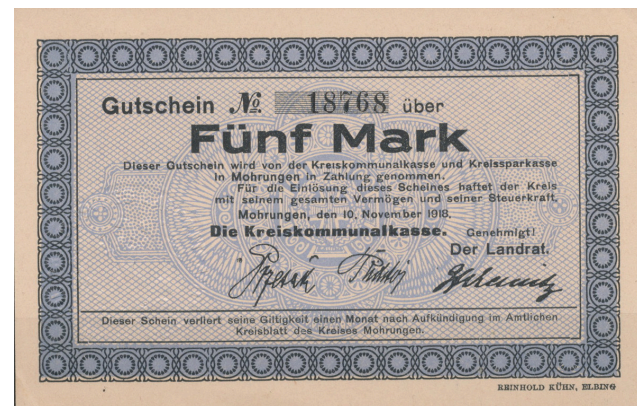 Gutschein No. 18768 über
Fünf Mark
Dieser Gutschein wird von der Kreiskommunalkasse und Kreissparkasse
in Mohrungen in Zahlung genommen.
Für die Einlösung dieses Scheines haftet der Kreis
mit seinem gesamten Vermögen und seiner Steuerkraft.
Mohrungen, den 10. November 1918.
Die Kreiskommunalkasse.
Genehmigt!
Der Landrat.
Dieser Schein verliert seine Giltigkeit einen Monat nach Aufkündigung im Amtlichen
Kreisblatt des Kreises Mohrungen.
REINHOLD KÜHN, ELBING